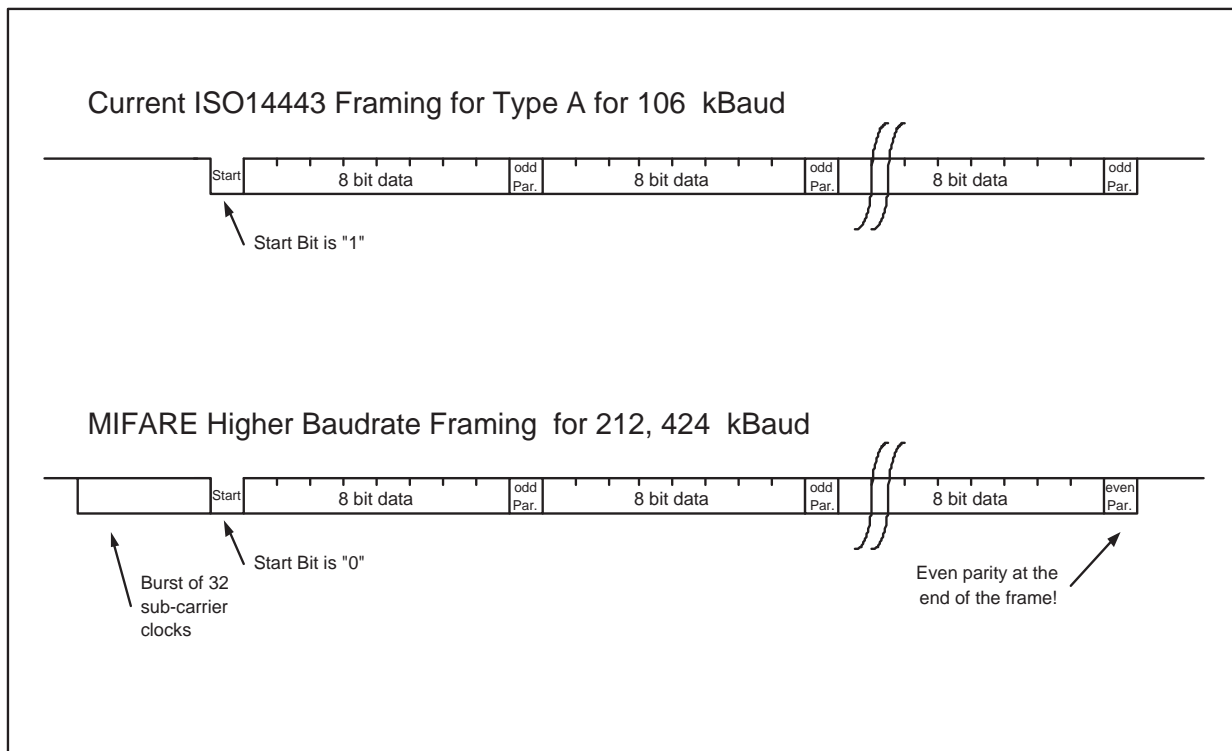 Current ISO14443 Framing for Type A for 106 kBaud
Start
8 bit data
odd
Par.
8 bit data
odd
Par.
8 bit data
odd
Par.
Start Bit is "1"
MIFARE Higher Baudrate Framing for 212, 424 kBaud
Start
8 bit data
odd
Par.
8 bit data
odd
Par.
8 bit data
even
Par.
Start Bit is "0"
Burst of 32
sub-carrier
clocks
Even parity at the
end of the frame!